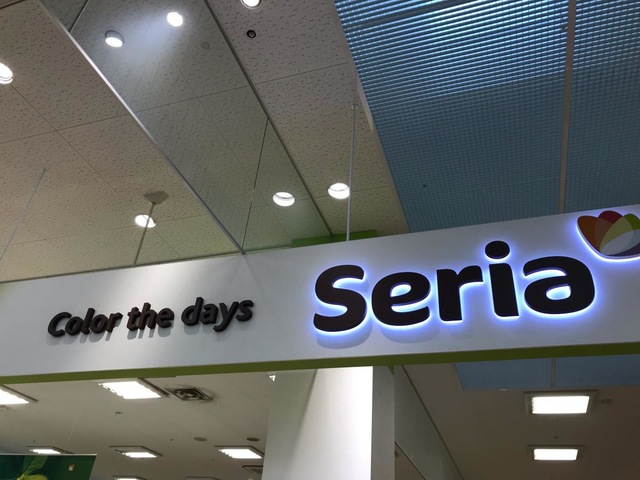 Color the days
Seria